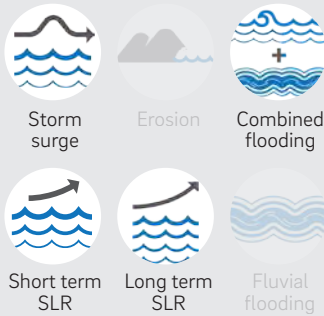 Storm
surge
Erosion
Combined
flooding
Short term
SLR
Long term
SLR
Fluvial
flooding